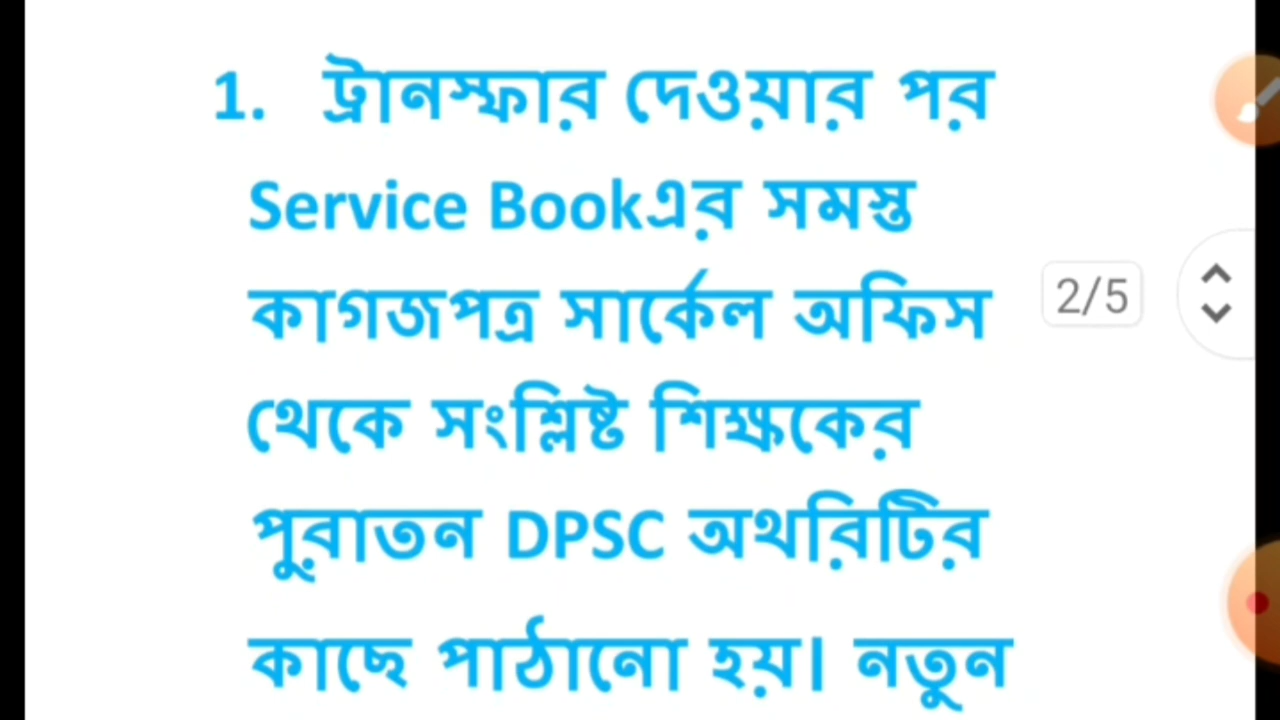 1. ট্রানস্ফার দেওয়ার পর
Service Bookএর সমস্ত
কাগজপত্র সার্কেল অফিস
2/5
থেকে সংশ্লিষ্ট শিক্ষকের
পুরাতন DPSC অথরিটির
কাছে পাঠানো হয়। নতুন